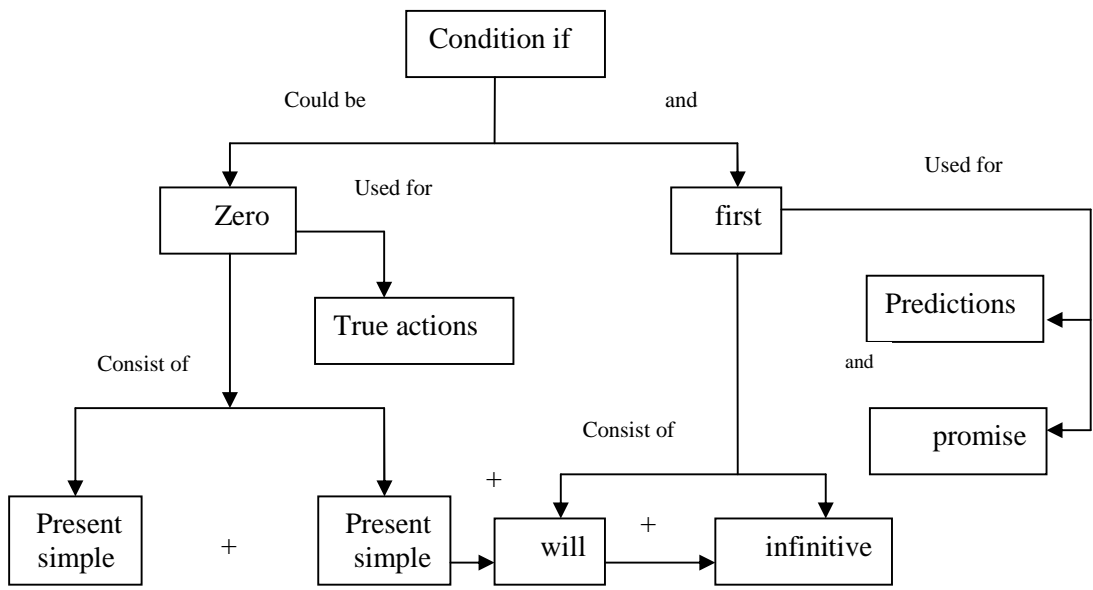 Condition if
Could be
and
Used for
Used for
Zero
first
True actions
Predictions
Consist of
and
Consist of
promise
+
Present
simple
+
Present
simple
will
+
infinitive